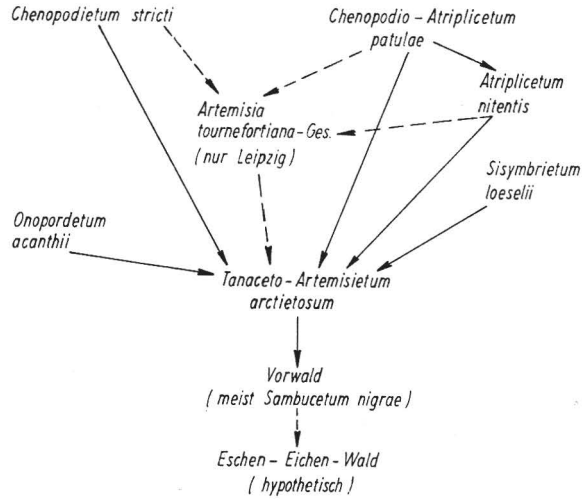 Chenopodietum stricti
Chenopodio – Atriplicetum
patulae
Atriplicetum
nitentis
Artemisia
tournefortiana – Ges.
( nur Leipzig )
Sisymbrietum
loeselii
Onopordetum
acanthii
Tanaceto – Artemisietum
arctietosum
Vorwald
( meist Sambucetum nigrae )
Eschen – Eichen – Wald
( hypothetisch )